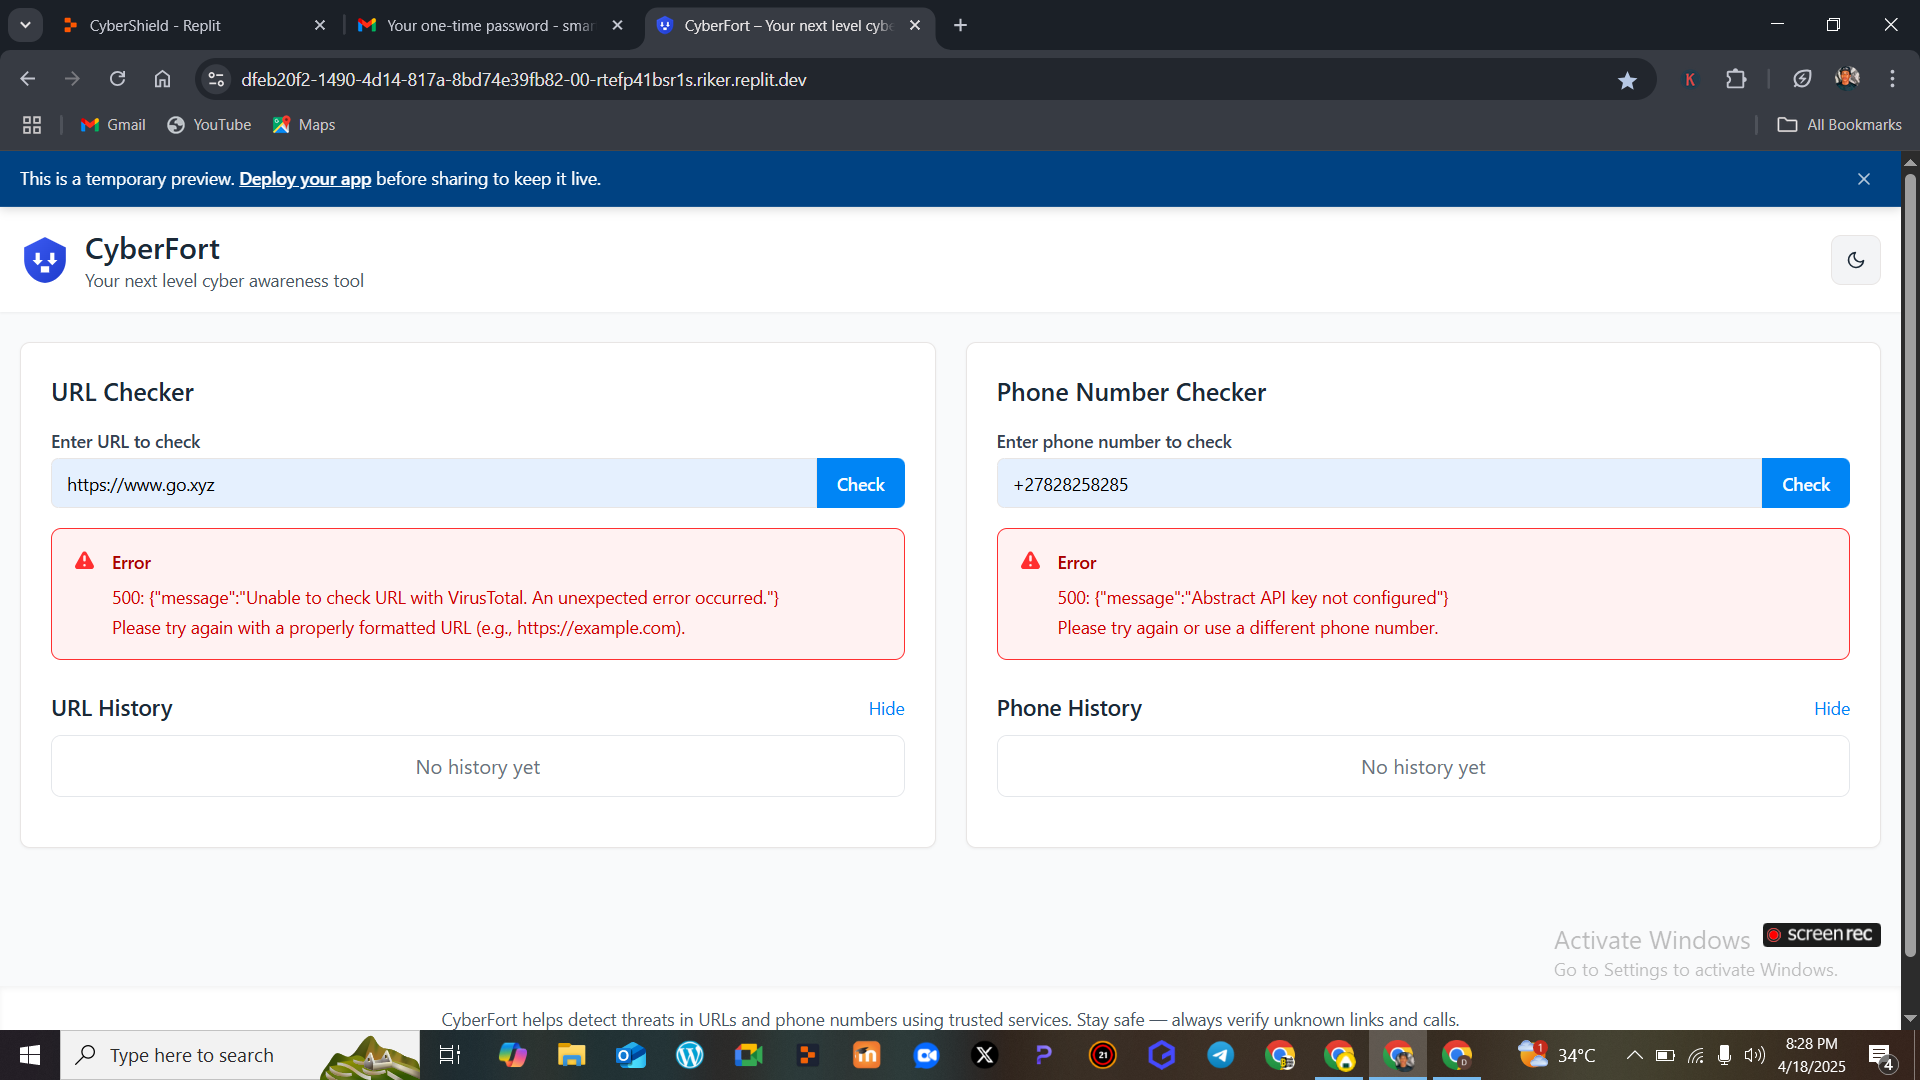 CyberShield - Replit
Your one-time password - smar
CyberFort – Your next level cybe
dfeb20f2-1490-4d14-817a-8bd74e39fb82-00-rtefp41bsr1s.riker.replit.dev
K
Gmail
YouTube
Maps
All Bookmarks
This is a temporary preview. Deploy your app before sharing to keep it live.
CyberFort
Your next level cyber awareness tool
URL Checker
Enter URL to check
https://www.go.xyz
Check
Error
500: {"message":"Unable to check URL with VirusTotal. An unexpected error occurred."}
Please try again with a properly formatted URL (e.g., https://example.com).
URL History
Hide
No history yet
Phone Number Checker
Enter phone number to check
+27828258285
Check
Error
500: {"message":"Abstract API key not configured"}
Please try again or use a different phone number.
Phone History
Hide
No history yet
Activate Windows
Go to Settings to activate Windows.
screenrec
CyberFort helps detect threats in URLs and phone numbers using trusted services. Stay safe — always verify unknown links and calls.
Type here to search
21
1
34°C
8:28 PM
4/18/2025
4